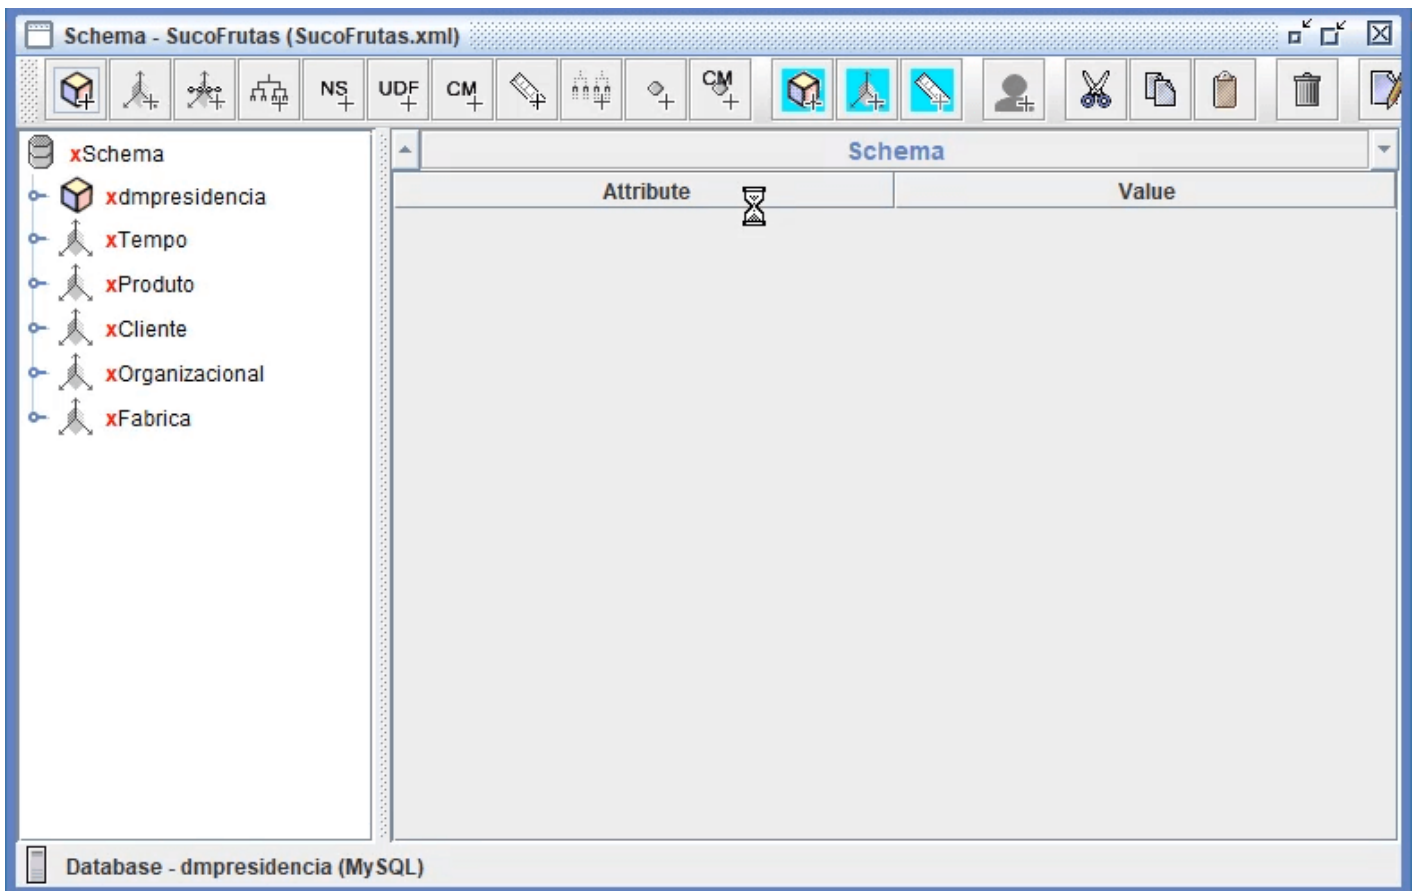 Schema - SucoFrutas (SucoFrutas.xml)
NS UDF CM CM
xSchema
xdmpresidencia
xTempo
xProduto
xCliente
xOrganizacional
xFabrica
Schema
Attribute Value
Database - dmpresidencia (MySQL)